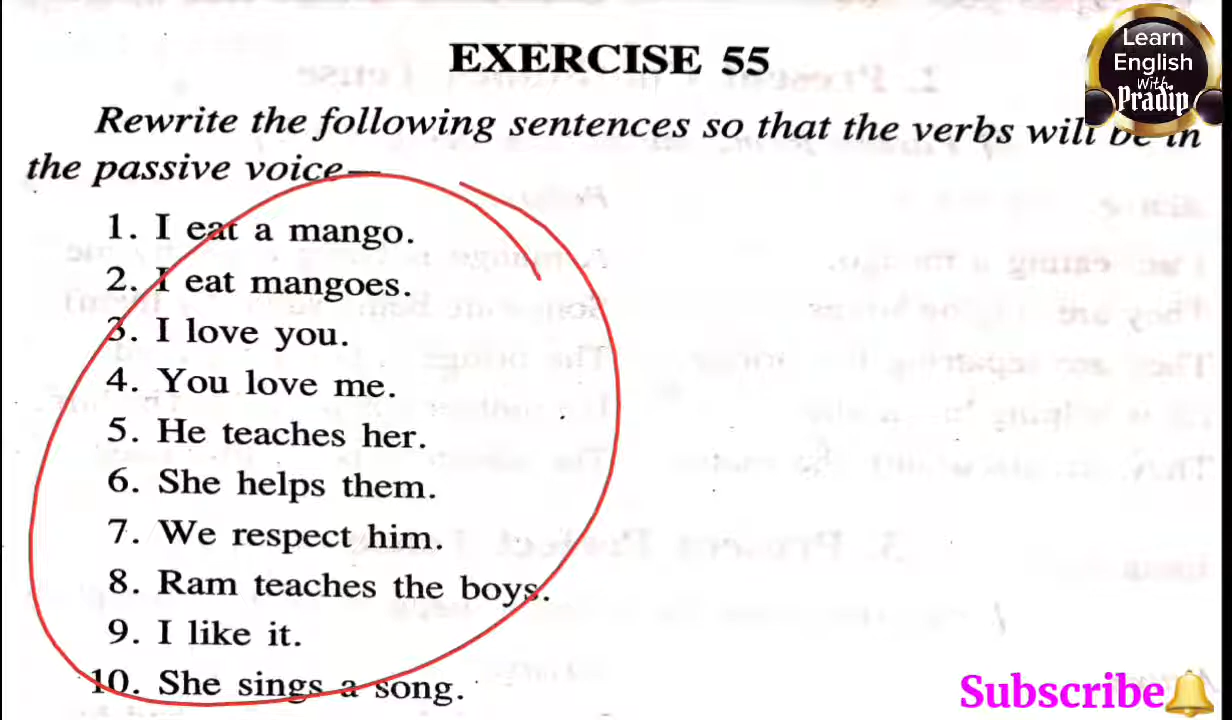 EXERCISE 55
Learn
English
With
Pradip
Rewrite the following sentences so that the verbs will be in
the passive voice—
1. I eat a mango.
2. I eat mangoes.
3. I love you.
4. You love me.
5. He teaches her.
6. She helps them.
7. We respect him.
8. Ram teaches the boys.
9. I like it.
10. She sings a song.
Subscribe